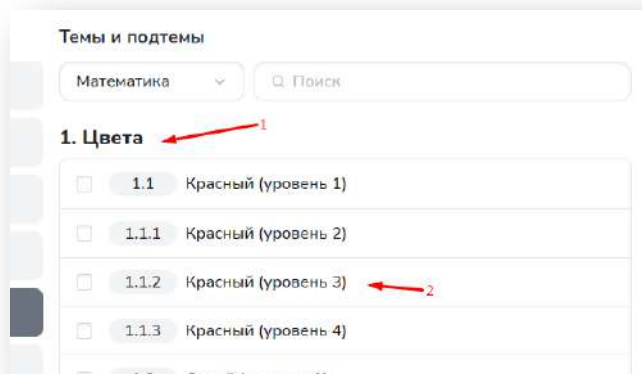 Темы и подтемы
Математика
Поиск
1
1. Цвета
1.1 Красный (уровень 1)
1.1.1 Красный (уровень 2)
1.1.2 Красный (уровень 3)
2
1.1.3 Красный (уровень 4)